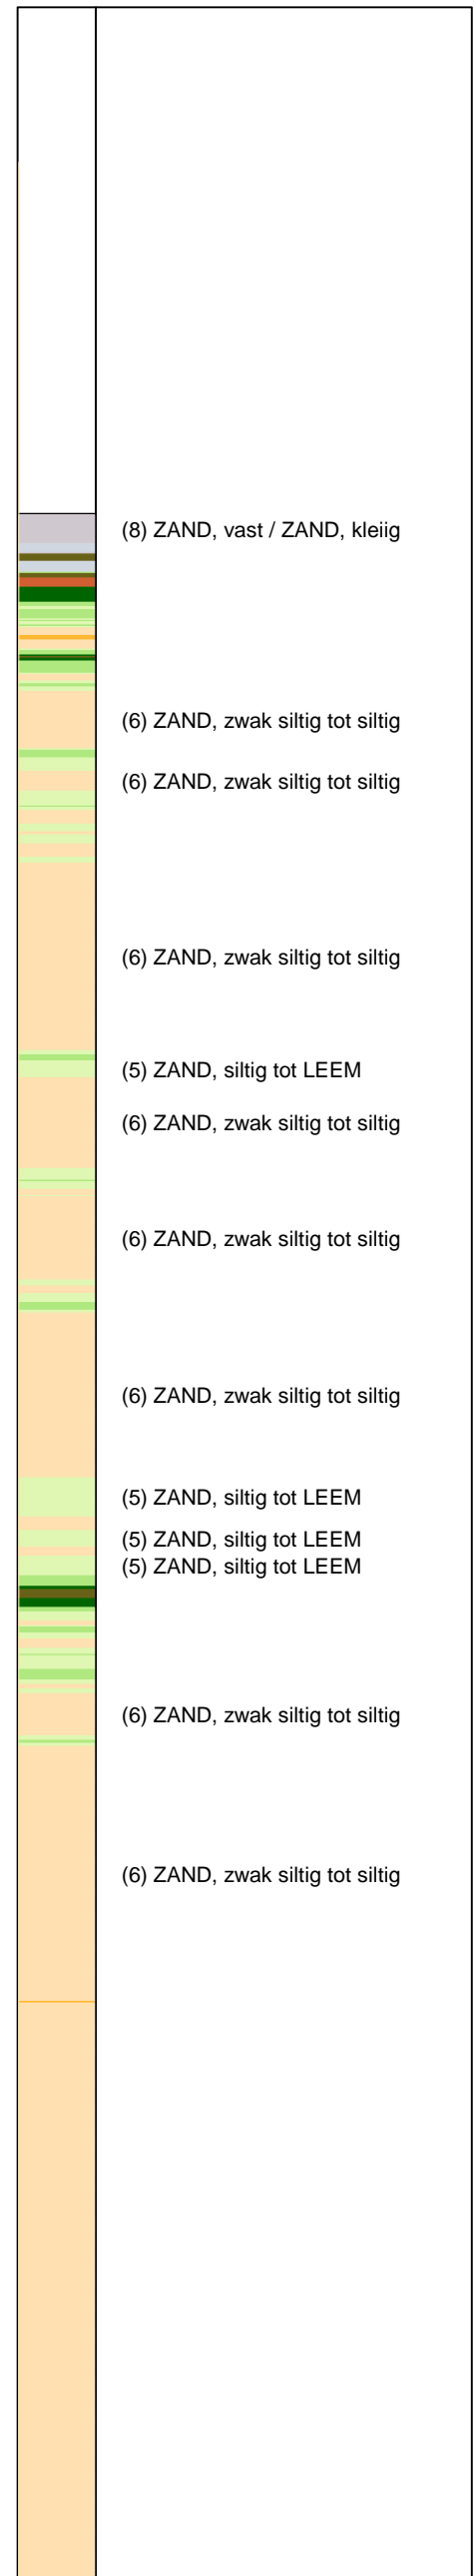 (8) ZAND, vast / ZAND, kleiig
(6) ZAND, zwak siltig tot siltig
(6) ZAND, zwak siltig tot siltig
(6) ZAND, zwak siltig tot siltig
(5) ZAND, siltig tot LEEM
(6) ZAND, zwak siltig tot siltig
(6) ZAND, zwak siltig tot siltig
(6) ZAND, zwak siltig tot siltig
(5) ZAND, siltig tot LEEM
(5) ZAND, siltig tot LEEM
(5) ZAND, siltig tot LEEM
(6) ZAND, zwak siltig tot siltig
(6) ZAND, zwak siltig tot siltig